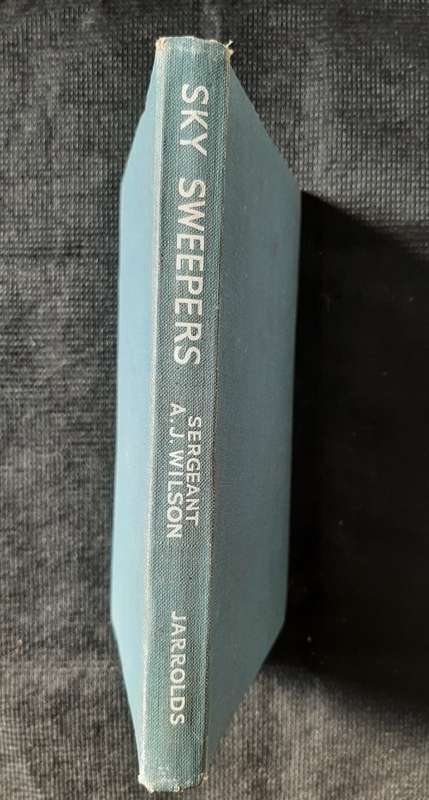 SKY SWEEPERS
SERGEANT
A.J. WILSON
JARROLDS